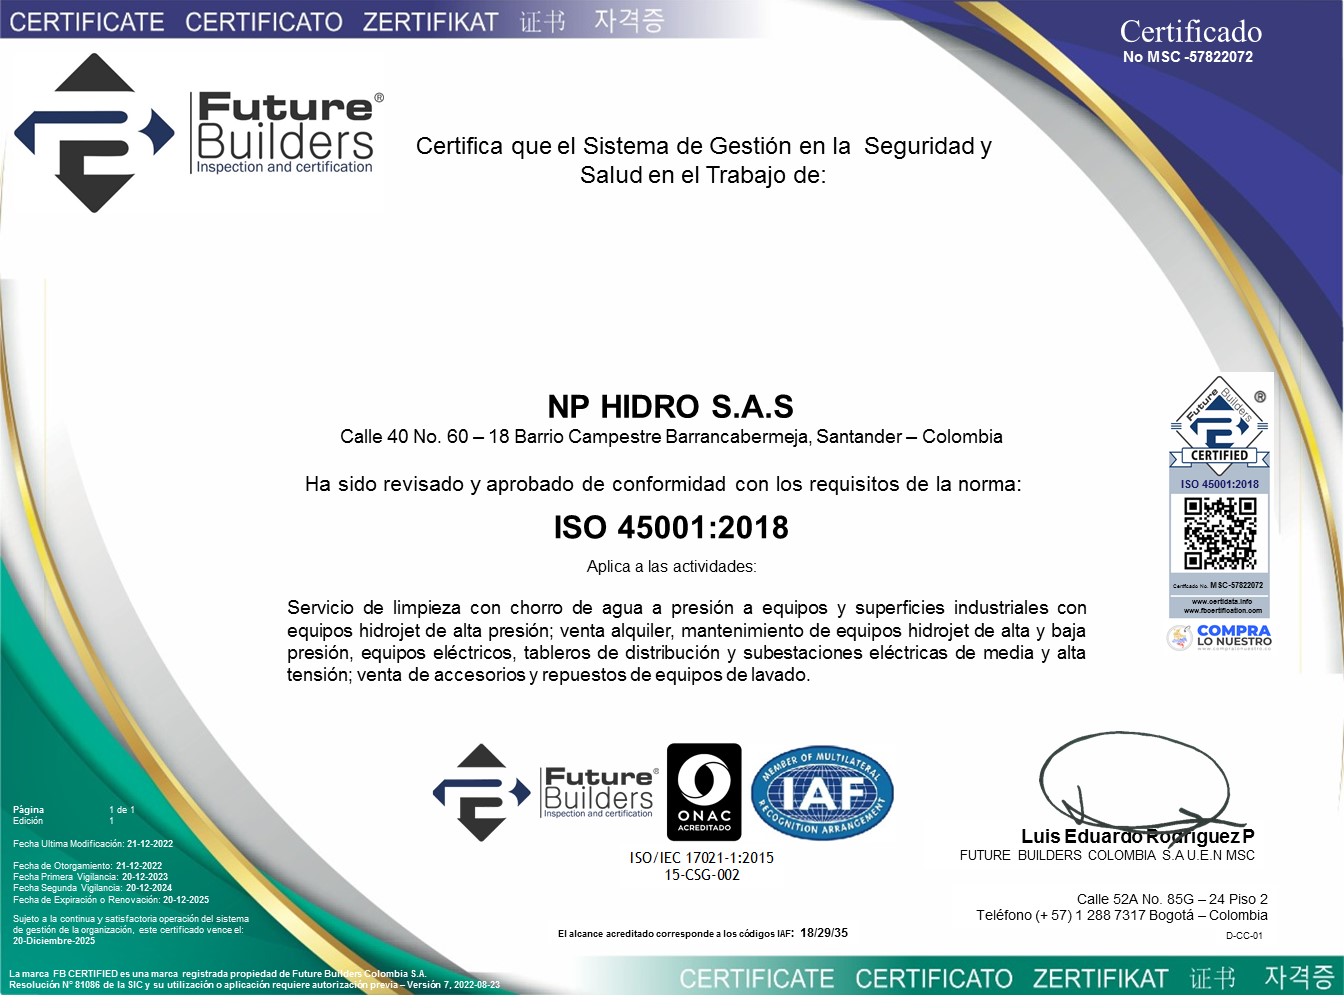 CERTIFICATE CERTIFICATO ZERTIFIKAT 证书 자격증
Certificado
No MSC -57822072
Future ®
Builders
Inspection and certification
Certifica que el Sistema de Gestión en la Seguridad y
Salud en el Trabajo de:
NP HIDRO S.A.S
Calle 40 No. 60 – 18 Barrio Campestre Barrancabermeja, Santander – Colombia
Ha sido revisado y aprobado de conformidad con los requisitos de la norma:
ISO 45001:2018
Aplica a las actividades:
Servicio de limpieza con chorro de agua a presión a equipos y superficies industriales con
equipos hidrojet de alta presión; venta alquiler, mantenimiento de equipos hidrojet de alta y baja
presión, equipos eléctricos, tableros de distribución y subestaciones eléctricas de media y alta
tensión; venta de accesorios y repuestos de equipos de lavado.
Future Builders ®
CERTIFIED
ISO 45001:2018
Certificado No. MSC-57822072
www.certidata.info
www.fbcertification.com
COMPRA
LO NUESTRO
www.compralonuestro.co
Future ®
Builders
Inspection and certification
ONAC
ACREDITADO
MEMBER OF MULTILATERAL
IAF
RECOGNITION ARRANGEMENT
ISO/IEC 17021-1:2015
15-CSG-002
Luis Eduardo Rodriguez P
FUTURE BUILDERS COLOMBIA S.A U.E.N MSC
Calle 52A No. 85G – 24 Piso 2
Teléfono (+ 57) 1 288 7317 Bogotá – Colombia
D-CC-01
El alcance acreditado corresponde a los códigos IAF: 18/29/35
Página 1 de 1
Edición 1
Fecha Ultima Modificación: 21-12-2022
Fecha de Otorgamiento: 21-12-2022
Fecha Primera Vigilancia: 20-12-2023
Fecha Segunda Vigilancia: 20-12-2024
Fecha de Expiración o Renovación: 20-12-2025
Sujeto a la continua y satisfactoria operación del sistema
de gestión de la organización, este certificado vence el:
20-Diciembre-2025
La marca FB CERTIFIED es una marca registrada propiedad de Future Builders Colombia S.A.
Resolución N° 81086 de la SIC y su utilización o aplicación requiere autorización previa – Versión 7, 2022-08-23
CERTIFICATE CERTIFICATO ZERTIFIKAT 证书 자격증